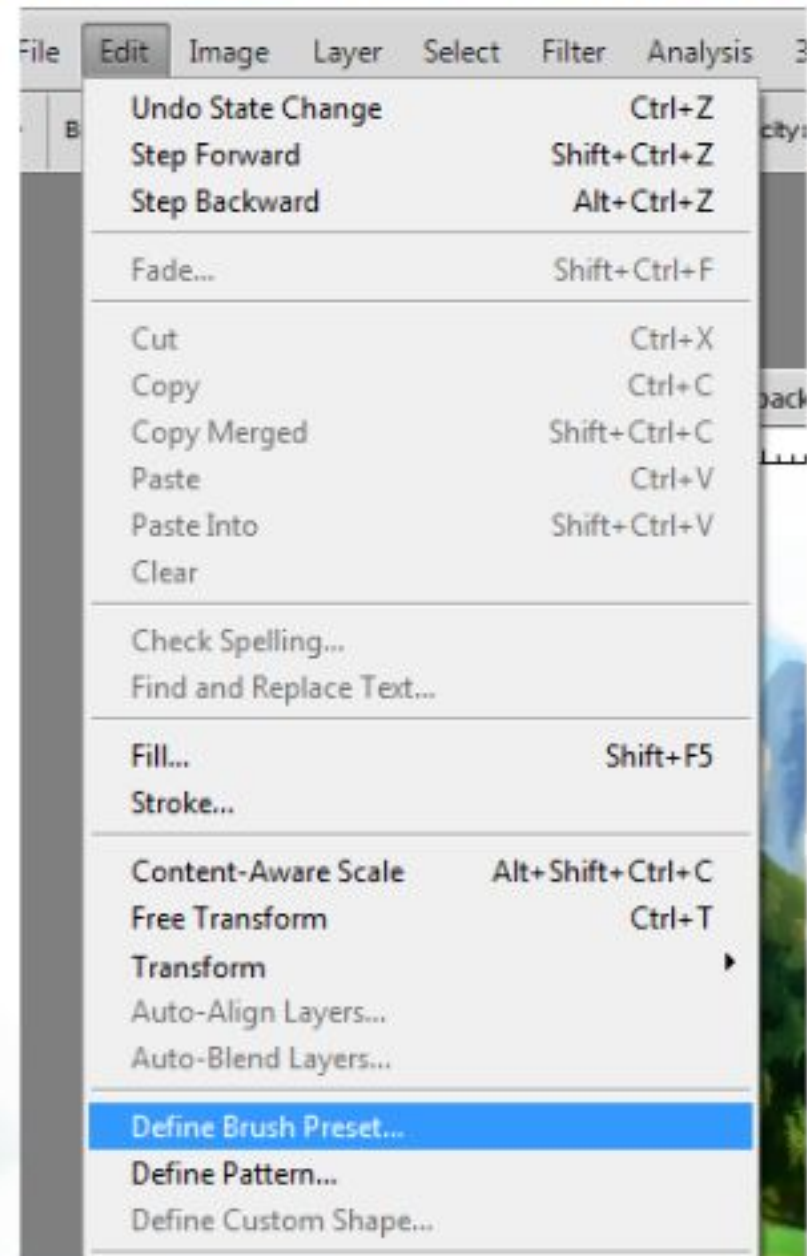 File Edit Image Layer Select Filter Analysis 3
B
city:
Undo State Change Ctrl+Z
Step Forward Shift+Ctrl+Z
Step Backward Alt+Ctrl+Z
Fade... Shift+Ctrl+F
Cut Ctrl+X
Copy Ctrl+C
Copy Merged Shift+Ctrl+C
back
Paste Ctrl+V
Paste Into Shift+Ctrl+V
Clear
Check Spelling...
Find and Replace Text...
Fill... Shift+F5
Stroke...
Content-Aware Scale Alt+Shift+Ctrl+C
Free Transform Ctrl+T
Transform
Auto-Align Layers...
Auto-Blend Layers...
Define Brush Preset...
Define Pattern...
Define Custom Shape...